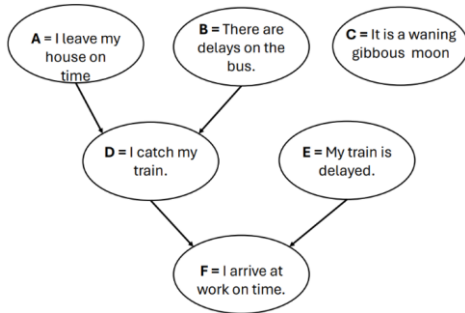 A = I leave my
house on
time
B = There are
delays on the
bus.
C = It is a waning
gibbous moon
D = I catch my
train.
E = My train is
delayed.
F = I arrive at
work on time.